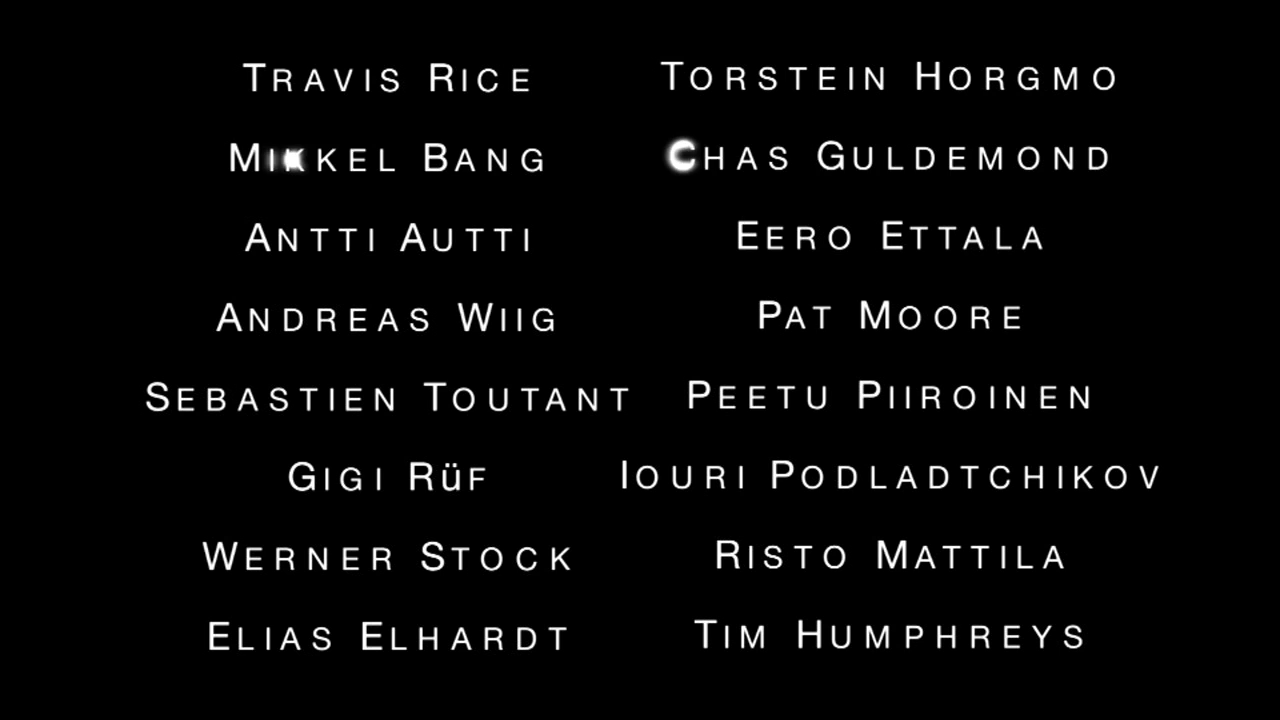 Travis Rice
Mikkel Bang
Antti Autti
Andreas Wiig
Sebastien Toutant
Gigi Rüf
Werner Stock
Elias Elhardt
Torstein Horgmo
Chas Guldemond
Eero Ettala
Pat Moore
Peetu Piiroinen
Iouri Podladtchikov
Risto Mattila
Tim Humphreys